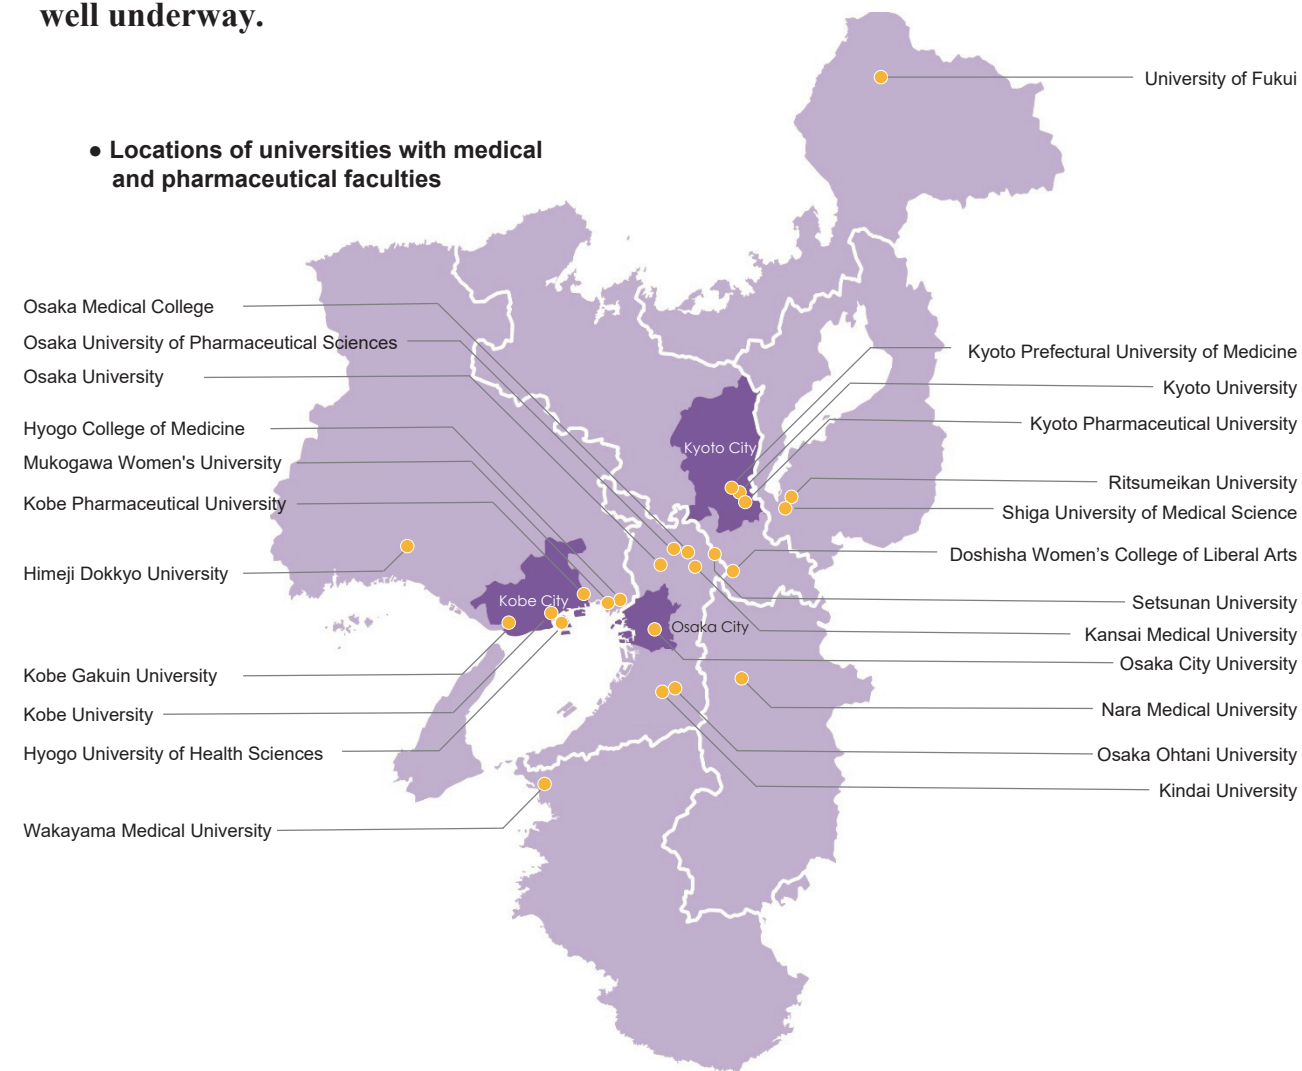 well underway.
● Locations of universities with medical
and pharmaceutical faculties
University of Fukui
Osaka Medical College
Osaka University of Pharmaceutical Sciences
Osaka University
Hyogo College of Medicine
Mukogawa Women's University
Kobe Pharmaceutical University
Himeji Dokkyo University
Kobe Gakuin University
Kobe University
Hyogo University of Health Sciences
Wakayama Medical University
Kyoto City
Kobe City
Osaka City
Kyoto Prefectural University of Medicine
Kyoto University
Kyoto Pharmaceutical University
Ritsumeikan University
Shiga University of Medical Science
Doshisha Women’s College of Liberal Arts
Setsunan University
Kansai Medical University
Osaka City University
Nara Medical University
Osaka Ohtani University
Kindai University